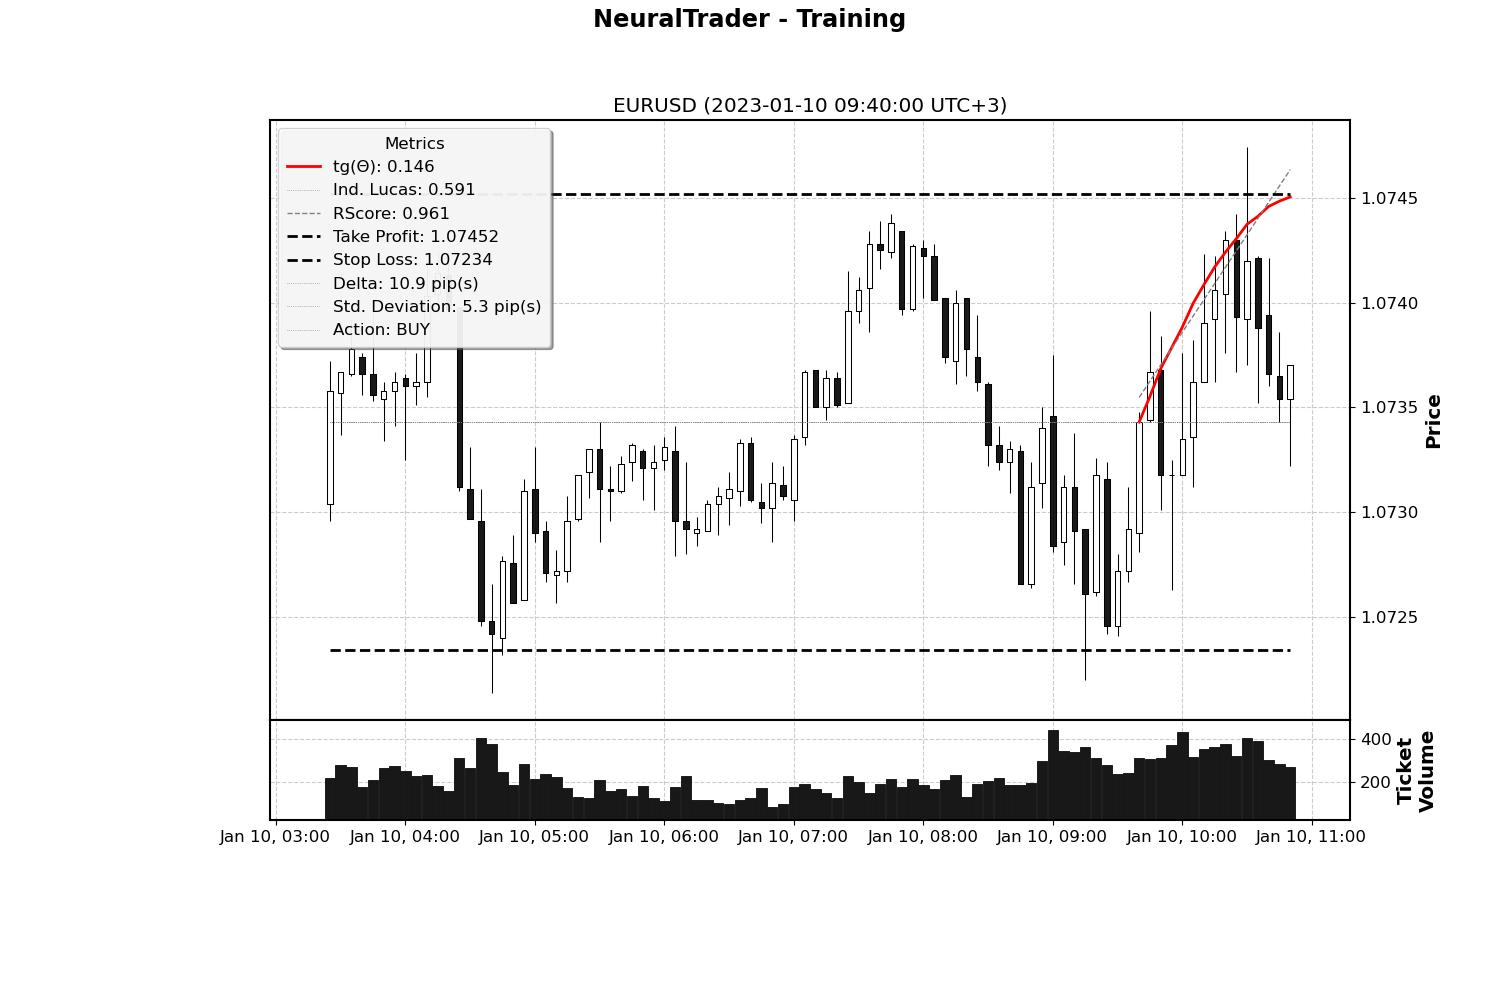 NeuralTrader - Training
EURUSD (2023-01-10 09:40:00 UTC+3)
Metrics
tg(Θ): 0.146
Ind. Lucas: 0.591
RScore: 0.961
Take Profit: 1.07452
Stop Loss: 1.07234
Delta: 10.9 pip(s)
Std. Deviation: 5.3 pip(s)
Action: BUY
1.0745
1.0740
1.0735
1.0730
1.0725
Price
400
200
Ticket
Volume
Jan 10, 03:00
Jan 10, 04:00
Jan 10, 05:00
Jan 10, 06:00
Jan 10, 07:00
Jan 10, 08:00
Jan 10, 09:00
Jan 10, 10:00
Jan 10, 11:00